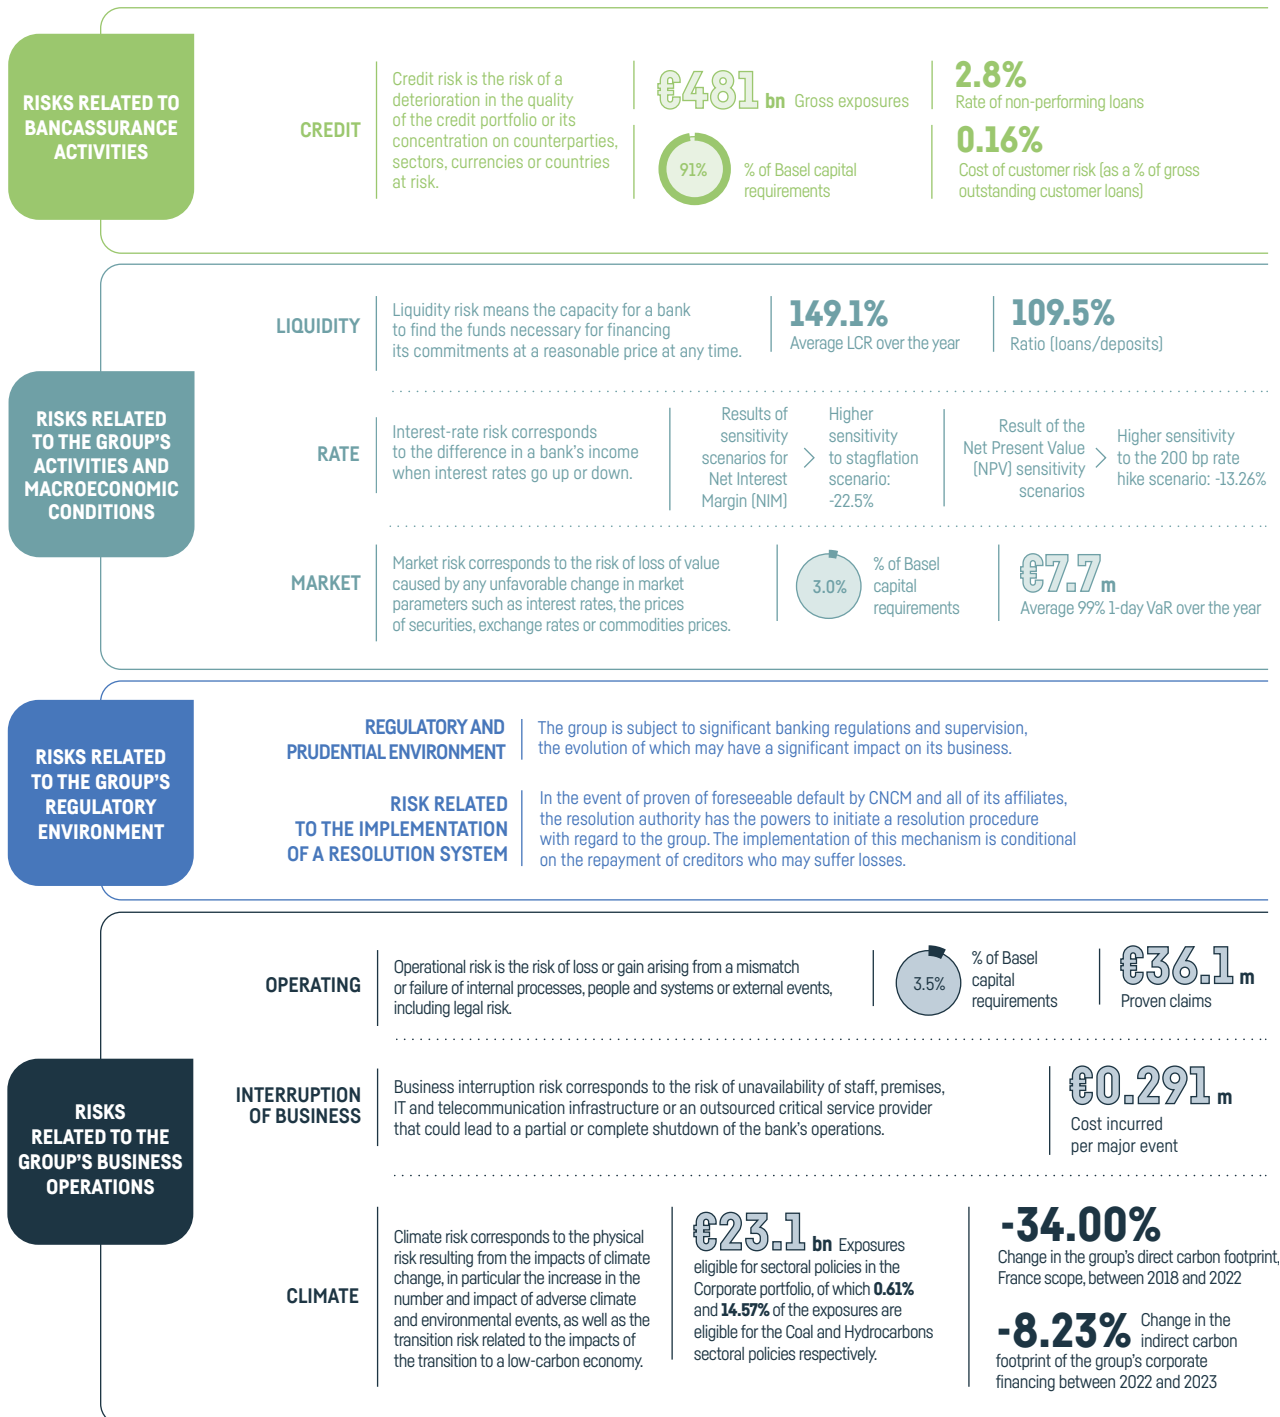 RISKS RELATED TO
BANCASSURANCE
ACTIVITIES
CREDIT
Credit risk is the risk of a
deterioration in the quality
of the credit portfolio or its
concentration on counterparties,
sectors, currencies or countries
at risk.
€481 bn Gross exposures
91%
% of Basel capital
requirements
2.8%
Rate of non-performing loans
0.16%
Cost of customer risk (as a % of gross
outstanding customer loans)
RISKS RELATED
TO THE GROUP'S
ACTIVITIES AND
MACROECONOMIC
CONDITIONS
LIQUIDITY
Liquidity risk means the capacity for a bank
to find the funds necessary for financing
its commitments at a reasonable price at any time.
149.1%
Average LCR over the year
109.5%
Ratio (loans/deposits)
RATE
Interest-rate risk corresponds
to the difference in a bank's income
when interest rates go up or down.
Results of
sensitivity
scenarios for
Net Interest
Margin (NIM)
Higher
sensitivity
to stagflation
scenario:
-22.5%
Result of the
Net Present Value
(NPV) sensitivity
scenarios
Higher sensitivity
to the 200 bp rate
hike scenario: -13.26%
MARKET
Market risk corresponds to the risk of loss of value
caused by any unfavorable change in market
parameters such as interest rates, the prices
of securities, exchange rates or commodities prices.
3.0%
% of Basel
capital
requirements
€7.7 m
Average 99% 1-day VaR over the year
RISKS RELATED
TO THE GROUP'S
REGULATORY
ENVIRONMENT
REGULATORY AND
PRUDENTIAL ENVIRONMENT
The group is subject to significant banking regulations and supervision,
the evolution of which may have a significant impact on its business.
RISK RELATED
TO THE IMPLEMENTATION
OF A RESOLUTION SYSTEM
In the event of proven of foreseeable default by CNCM and all of its affiliates,
the resolution authority has the powers to initiate a resolution procedure
with regard to the group. The implementation of this mechanism is conditional
on the repayment of creditors who may suffer losses.
RISKS
RELATED TO THE
GROUP'S BUSINESS
OPERATIONS
OPERATING
Operational risk is the risk of loss or gain arising from a mismatch
or failure of internal processes, people and systems or external events,
including legal risk.
3.5%
% of Basel
capital
requirements
€36.1 m
Proven claims
INTERRUPTION
OF BUSINESS
Business interruption risk corresponds to the risk of unavailability of staff, premises,
IT and telecommunication infrastructure or an outsourced critical service provider
that could lead to a partial or complete shutdown of the bank's operations.
€0.291 m
Cost incurred
per major event
CLIMATE
Climate risk corresponds to the physical
risk resulting from the impacts of climate
change, in particular the increase in the
number and impact of adverse climate
and environmental events, as well as the
transition risk related to the impacts of
the transition to a low-carbon economy.
€23.1 bn Exposures
eligible for sectoral policies in the
Corporate portfolio, of which 0.61%
and 14.57% of the exposures are
eligible for the Coal and Hydrocarbons
sectoral policies respectively.
-34.00%
Change in the group's direct carbon footprint,
France scope, between 2018 and 2022
-8.23% Change in the
indirect carbon
footprint of the group's corporate
financing between 2022 and 2023